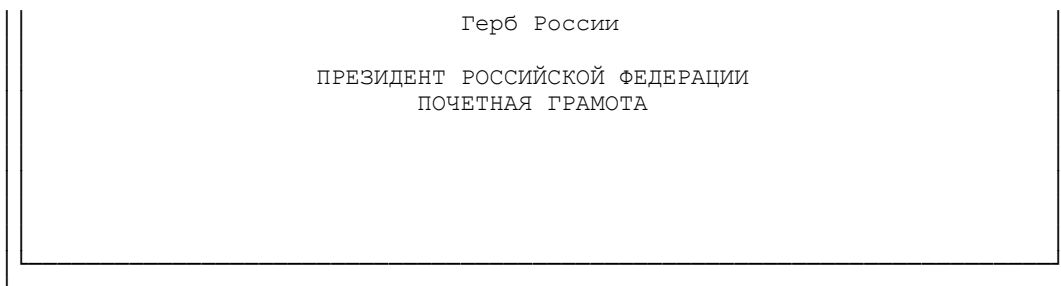 Герб России
ПРЕЗИДЕНТ РОССИЙСКОЙ ФЕДЕРАЦИИ
ПОЧЕТНАЯ ГРАМОТА